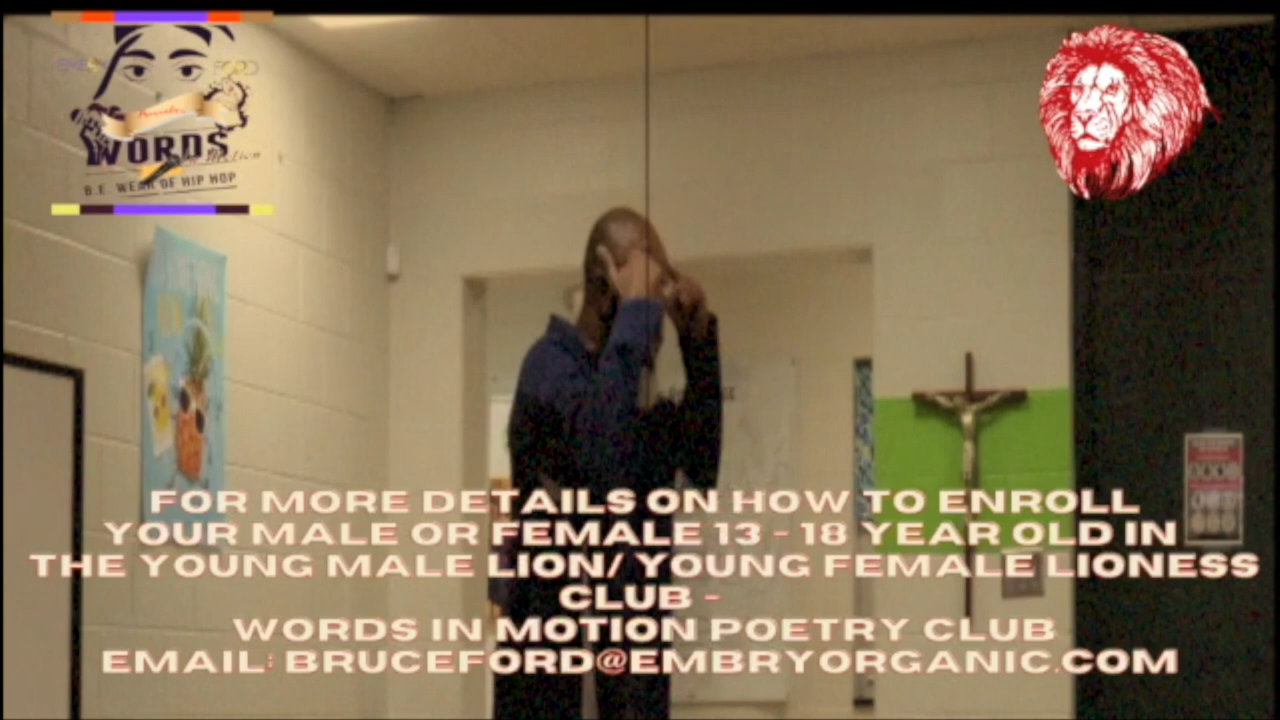 WORDS
B.E. WEAR OF HIP HOP
FOR MORE DETAILS ON HOW TO ENROLL
YOUR MALE OR FEMALE 13 - 18 YEAR OLD IN
THE YOUNG MALE LION/ YOUNG FEMALE LIONESS
CLUB -
WORDS IN MOTION POETRY CLUB
EMAIL: BRUCEFORD@EMBRYORGANIC.COM